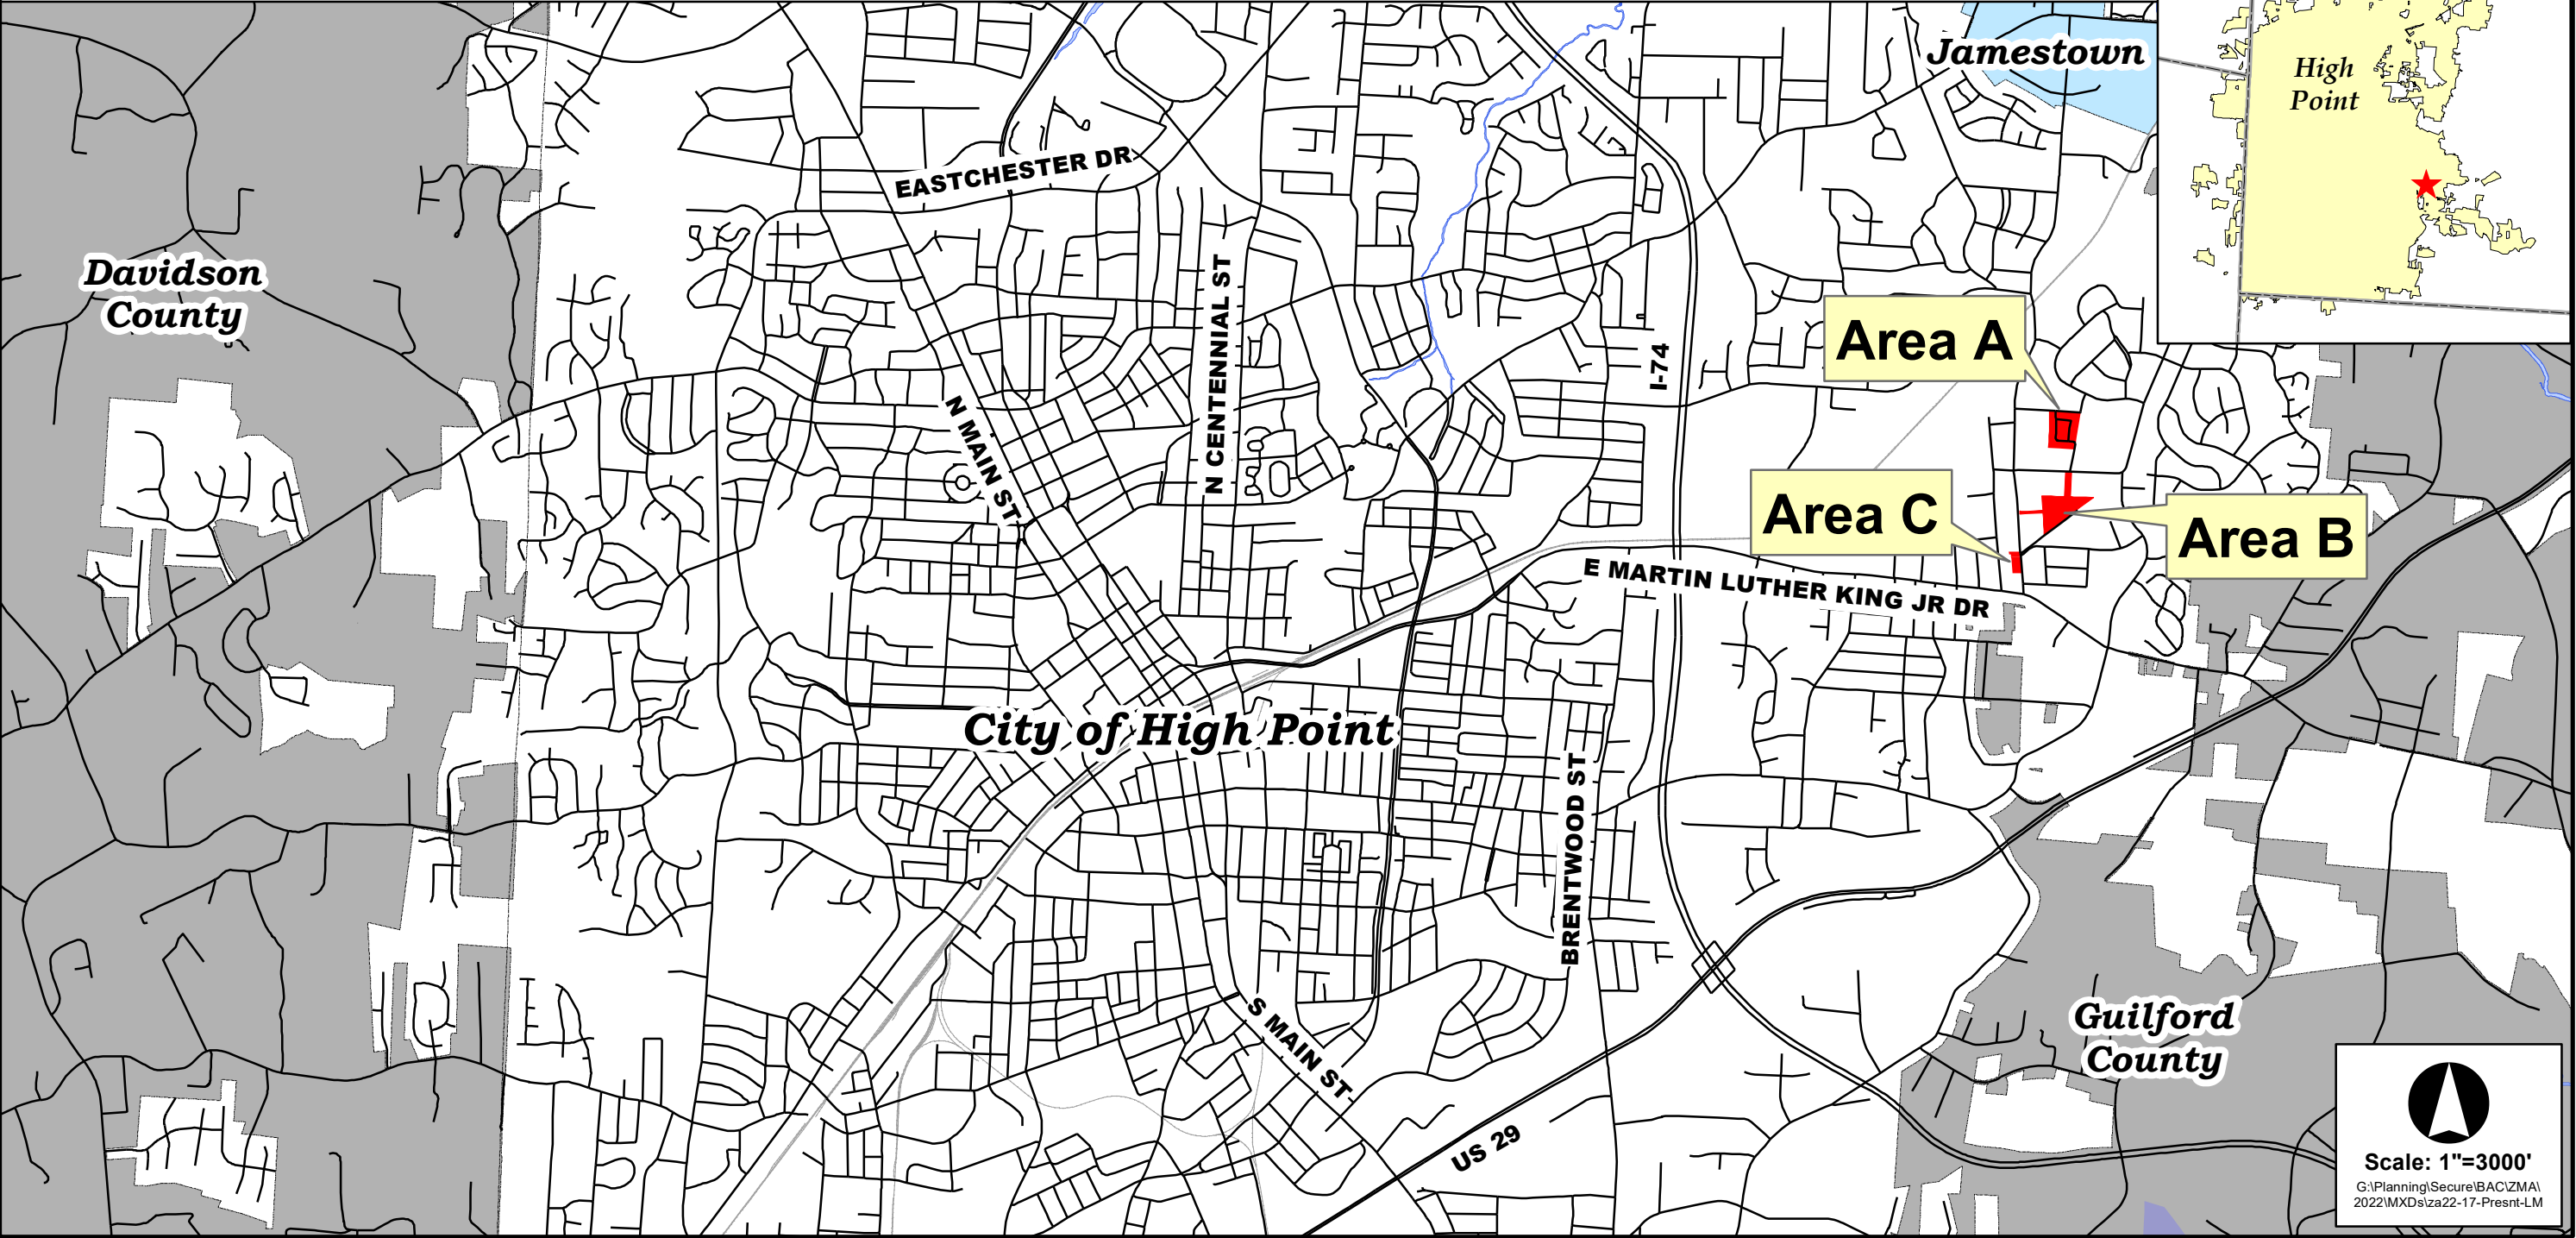 Jamestown
High
Point
EASTCHESTER DR
Davidson
County
N CENTENNIAL ST
I-74
Area A
N MAIN ST
Area C
Area B
E MARTIN LUTHER KING JR DR
City of High Point
BRENTWOOD ST
S MAIN ST
Guilford
County
US 29
Scale: 1"=3000'
G:\Planning\Secure\BAC\ZMA\
2022\MXDs\za22-17-Presnt-LM